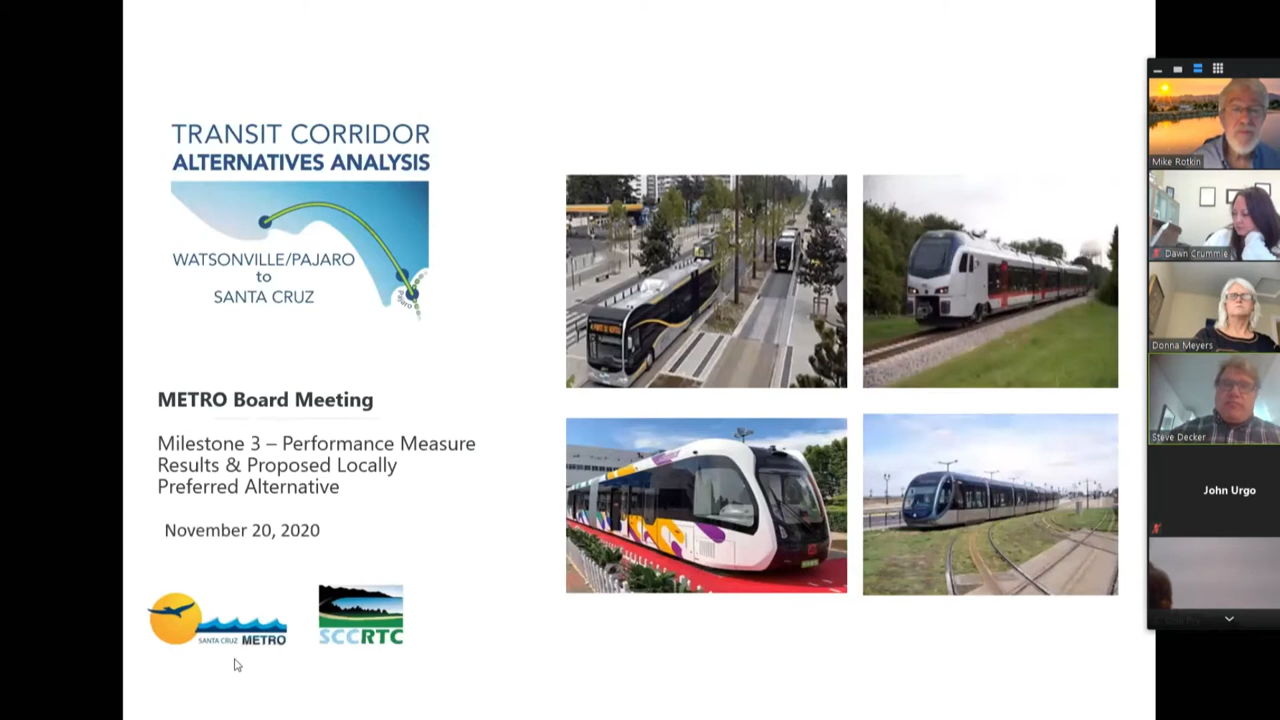 TRANSIT CORRIDOR
ALTERNATIVES ANALYSIS
WATSONVILLE/PAJARO
to
SANTA CRUZ
Pajaro
METRO Board Meeting
Milestone 3 – Performance Measure
Results & Proposed Locally
Preferred Alternative
November 20, 2020
SANTA CRUZ METRO
SCCRTC
Mike Rotkin
Dawn Crummie
Donna Meyers
Steve Decker
John Urgo